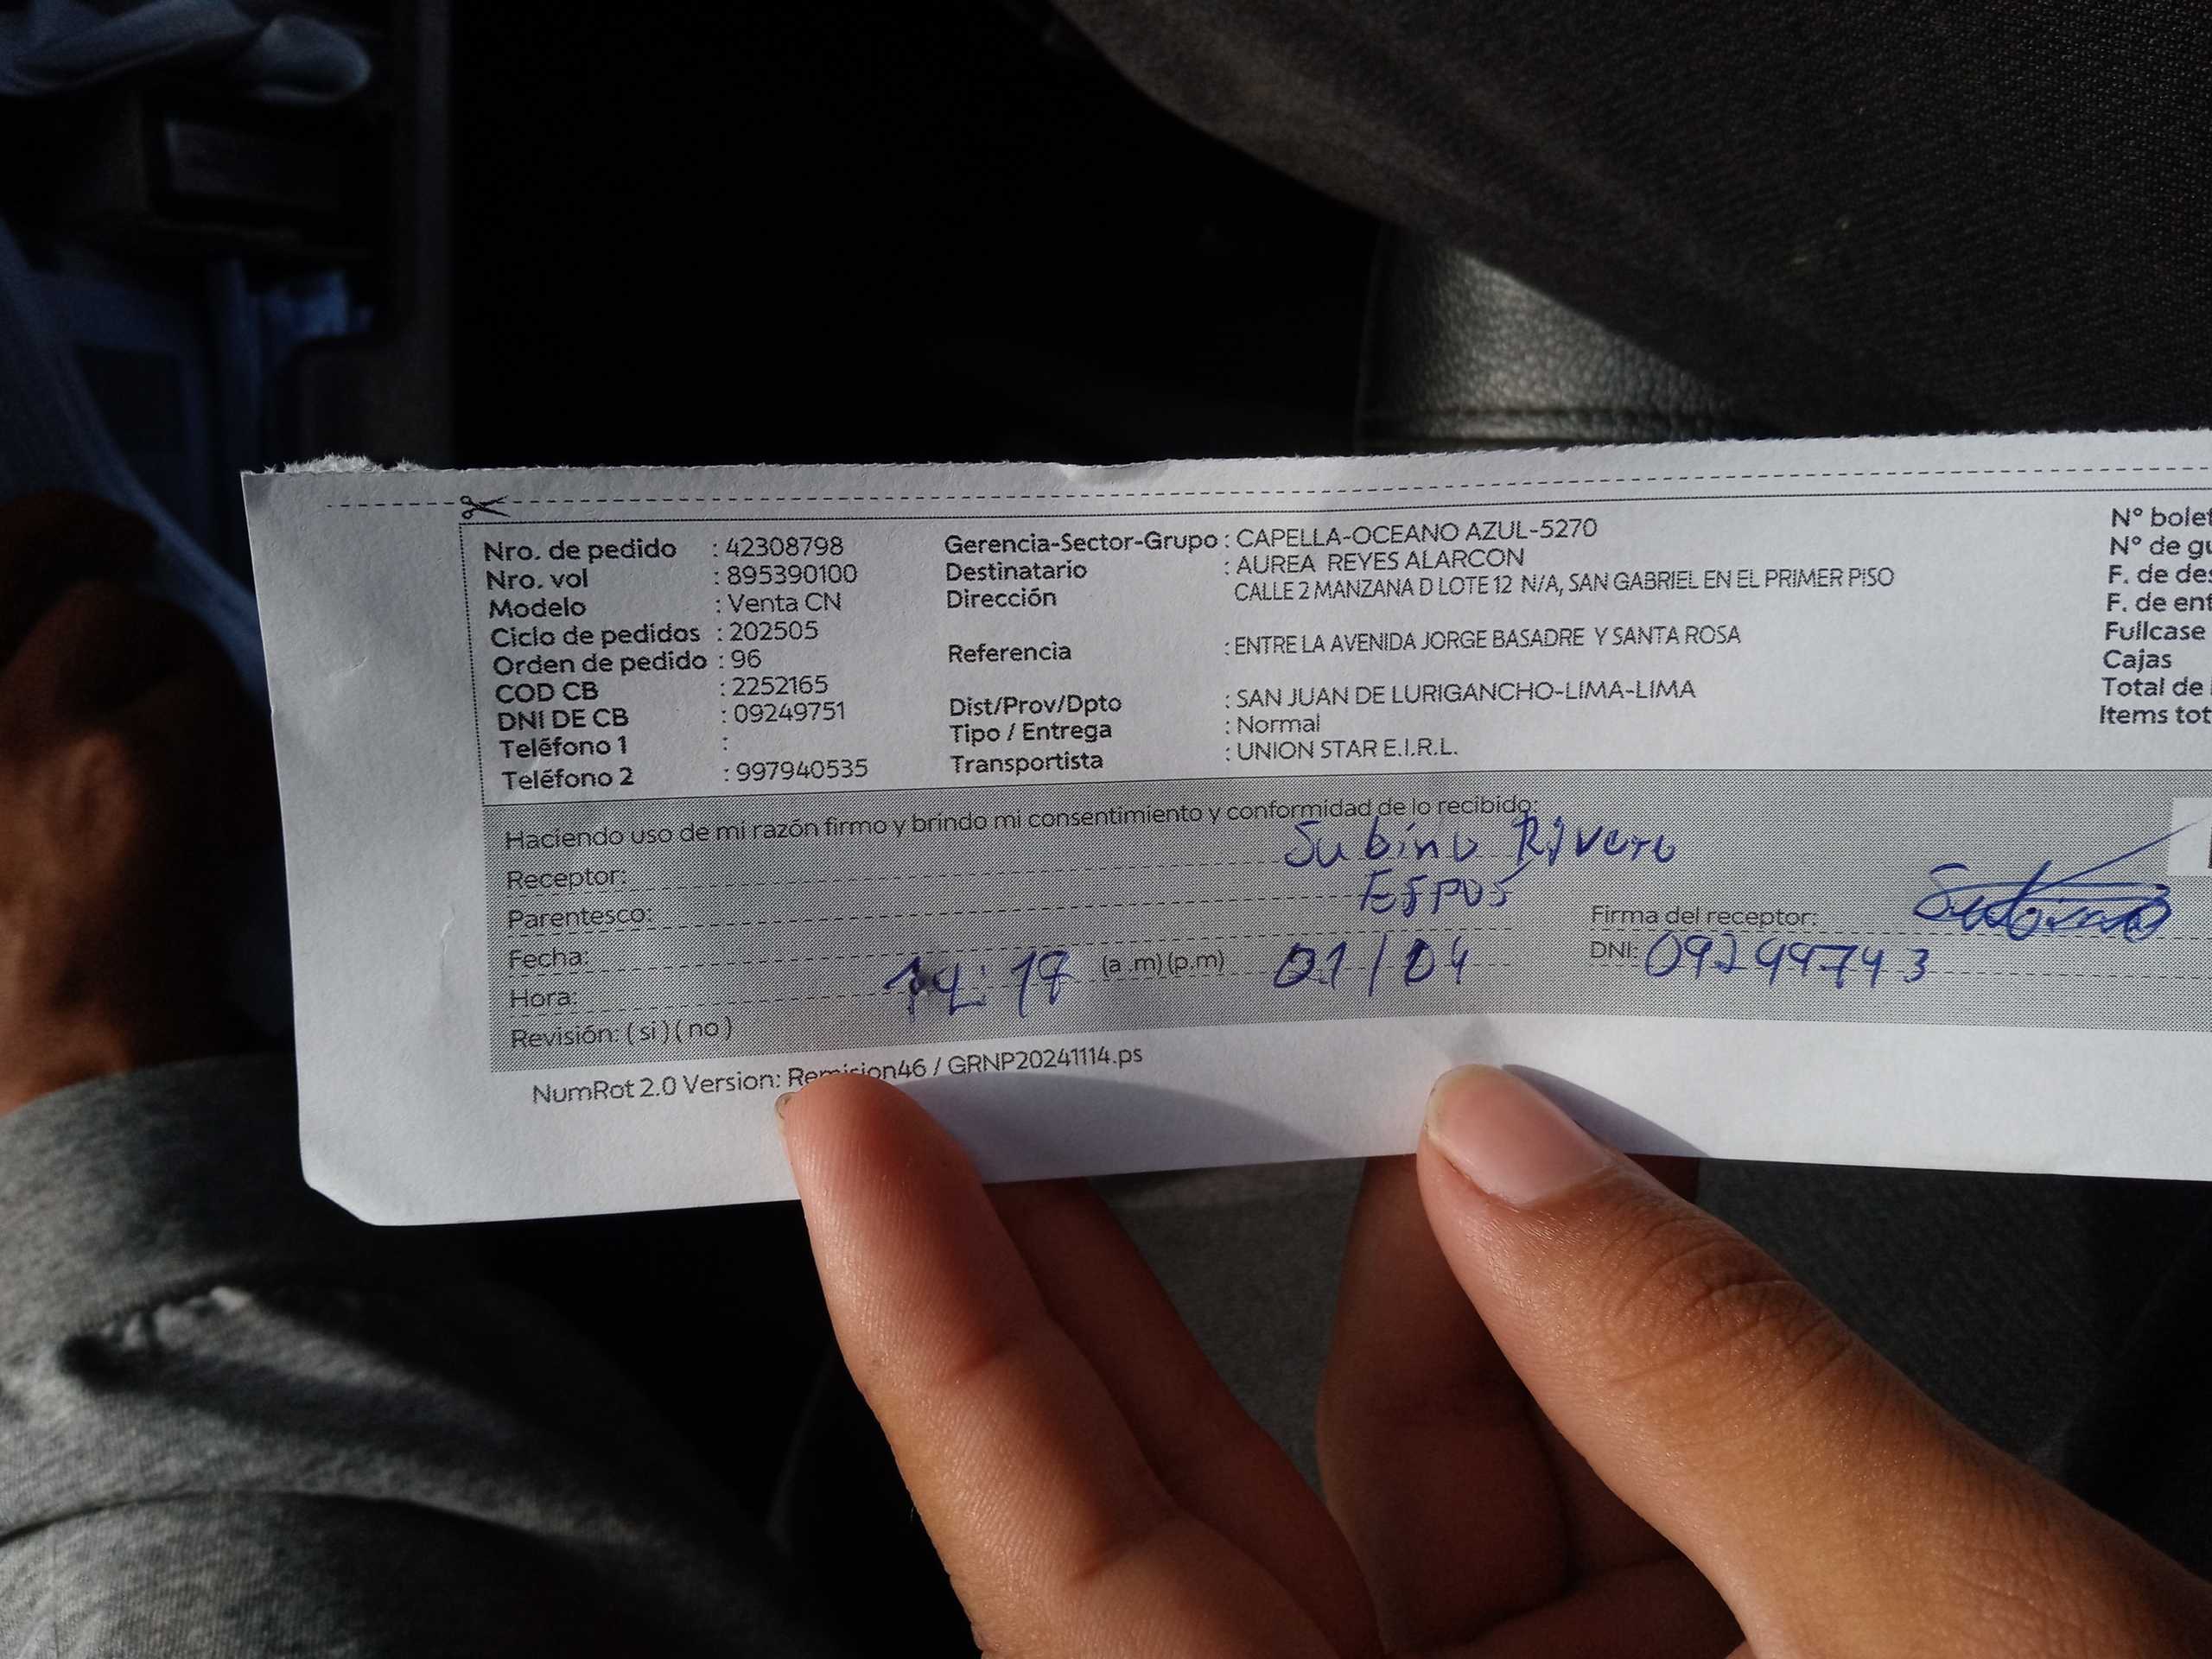 Nro. de pedido : 42308798
Nro. vol : 895390100
Modelo : Venta CN
Ciclo de pedidos : 202505
Orden de pedido : 96
COD CB : 2252165
DNI DE CB : 09249751
Teléfono 1 :
Teléfono 2 : 997940535
Gerencia-Sector-Grupo : CAPELLA-OCEANO AZUL-5270
Destinatario : AUREA REYES ALARCON
Dirección CALLE 2 MANZANA D LOTE 12 N/A, SAN GABRIEL EN EL PRIMER PISO
Referencia : ENTRE LA AVENIDA JORGE BASADRE Y SANTA ROSA
Dist/Prov/Dpto : SAN JUAN DE LURIGANCHO-LIMA-LIMA
Tipo / Entrega : Normal
Transportista : UNION STAR E.I.R.L.
Nº bolet
Nº de gu
F. de des
F. de ent
Fullcase
Cajas
Total de
Items tot
Haciendo uso de mi razón firmo y brindo mi consentimiento y conformidad de lo recibido:
Receptor: Subino Rivero
Parentesco: Espos
Fecha:
Hora: 14:17 (a.m)(p.m) 01/04
Revisión: ( si ) ( no )
Firma del receptor:
DNI: 09299743
NumRot 2.0 Version: Remision46 / GRNP20241114.ps